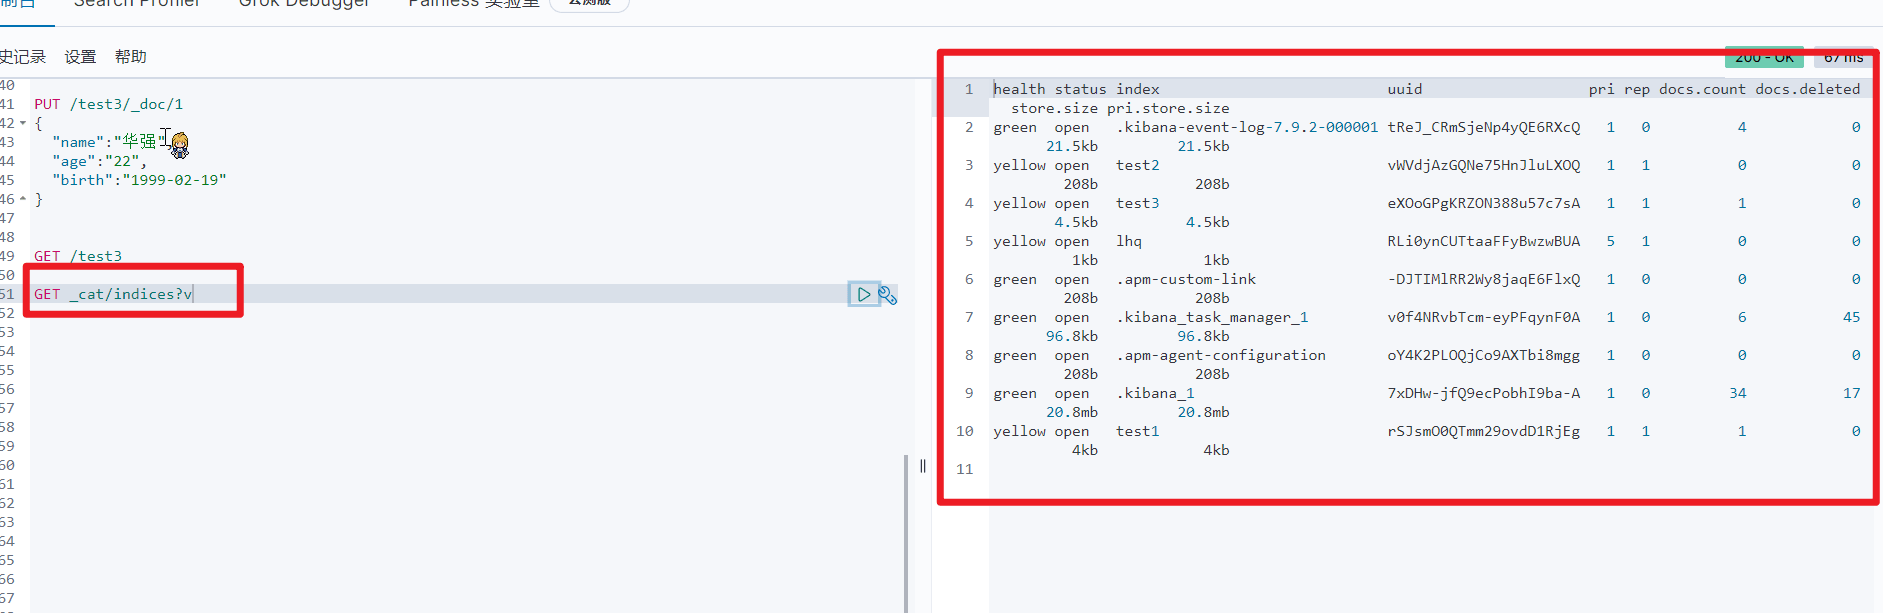 制台 Search Profiler Grok Debugger Painless 实验室 公测版
史记录 设置 帮助
200 - OK 67 ms
40
41 PUT /test3/_doc/1
42 {
43 "name":"华强",
44 "age":"22",
45 "birth":"1999-02-19"
46 }
47
48
49 GET /test3
50
51 GET _cat/indices?v
52
53
54
55
56
57
58
59
60
61
62
63
64
65
66
67
1 health status index uuid pri rep docs.count docs.deleted
store.size pri.store.size
2 green open .kibana-event-log-7.9.2-000001 tReJ_CRmSjeNp4yQE6RXcQ 1 0 4 0
21.5kb 21.5kb
3 yellow open test2 vWVdjAzGQNe75HnJluLXOQ 1 1 0 0
208b 208b
4 yellow open test3 eXOoGPgKRZON388u57c7sA 1 1 1 0
4.5kb 4.5kb
5 yellow open lhq RLi0ynCUTtaaFFyBwzwBUA 5 1 0 0
1kb 1kb
6 green open .apm-custom-link -DJTIMlRR2Wy8jaqE6FlxQ 1 0 0 0
208b 208b
7 green open .kibana_task_manager_1 v0f4NRvbTcm-eyPFqynF0A 1 0 6 45
96.8kb 96.8kb
8 green open .apm-agent-configuration oY4K2PLOQjCo9AXTbi8mgg 1 0 0 0
208b 208b
9 green open .kibana_1 7xDHw-jfQ9ecPobhI9ba-A 1 0 34 17
20.8mb 20.8mb
10 yellow open test1 rSJsmO0QTmm29ovdD1RjEg 1 1 1 0
4kb 4kb
11